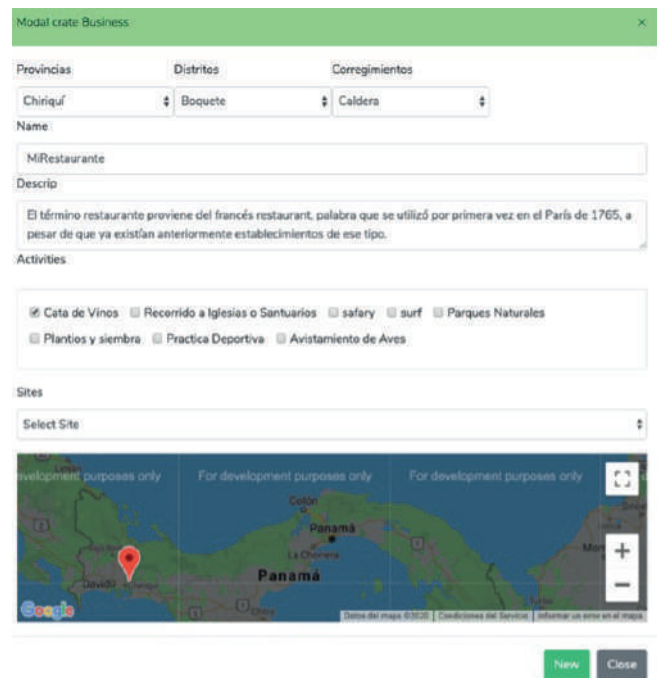 Modal crate Business ×
Provincias Distritos Corregimientos
Chiriquí Boquete Caldera
Name
MiRestaurante
Descrip
El término restaurante proviene del francés restaurant, palabra que se utilizó por primera vez en el París de 1765, a
pesar de que ya existían anteriormente establecimientos de ese tipo.
Activities
Cata de Vinos Recorrido a Iglesias o Santuarios safary surf Parques Naturales
Plantios y siembra Practica Deportiva Avistamiento de Aves
Sites
Select Site
velopment purposes only For development purposes only For development purposes only
Colón
Panamá
La Chorrera
David
Panamá
Google
Datos del mapa ©2020 Condiciones del Servicio Informar un error en el mapa
New Close